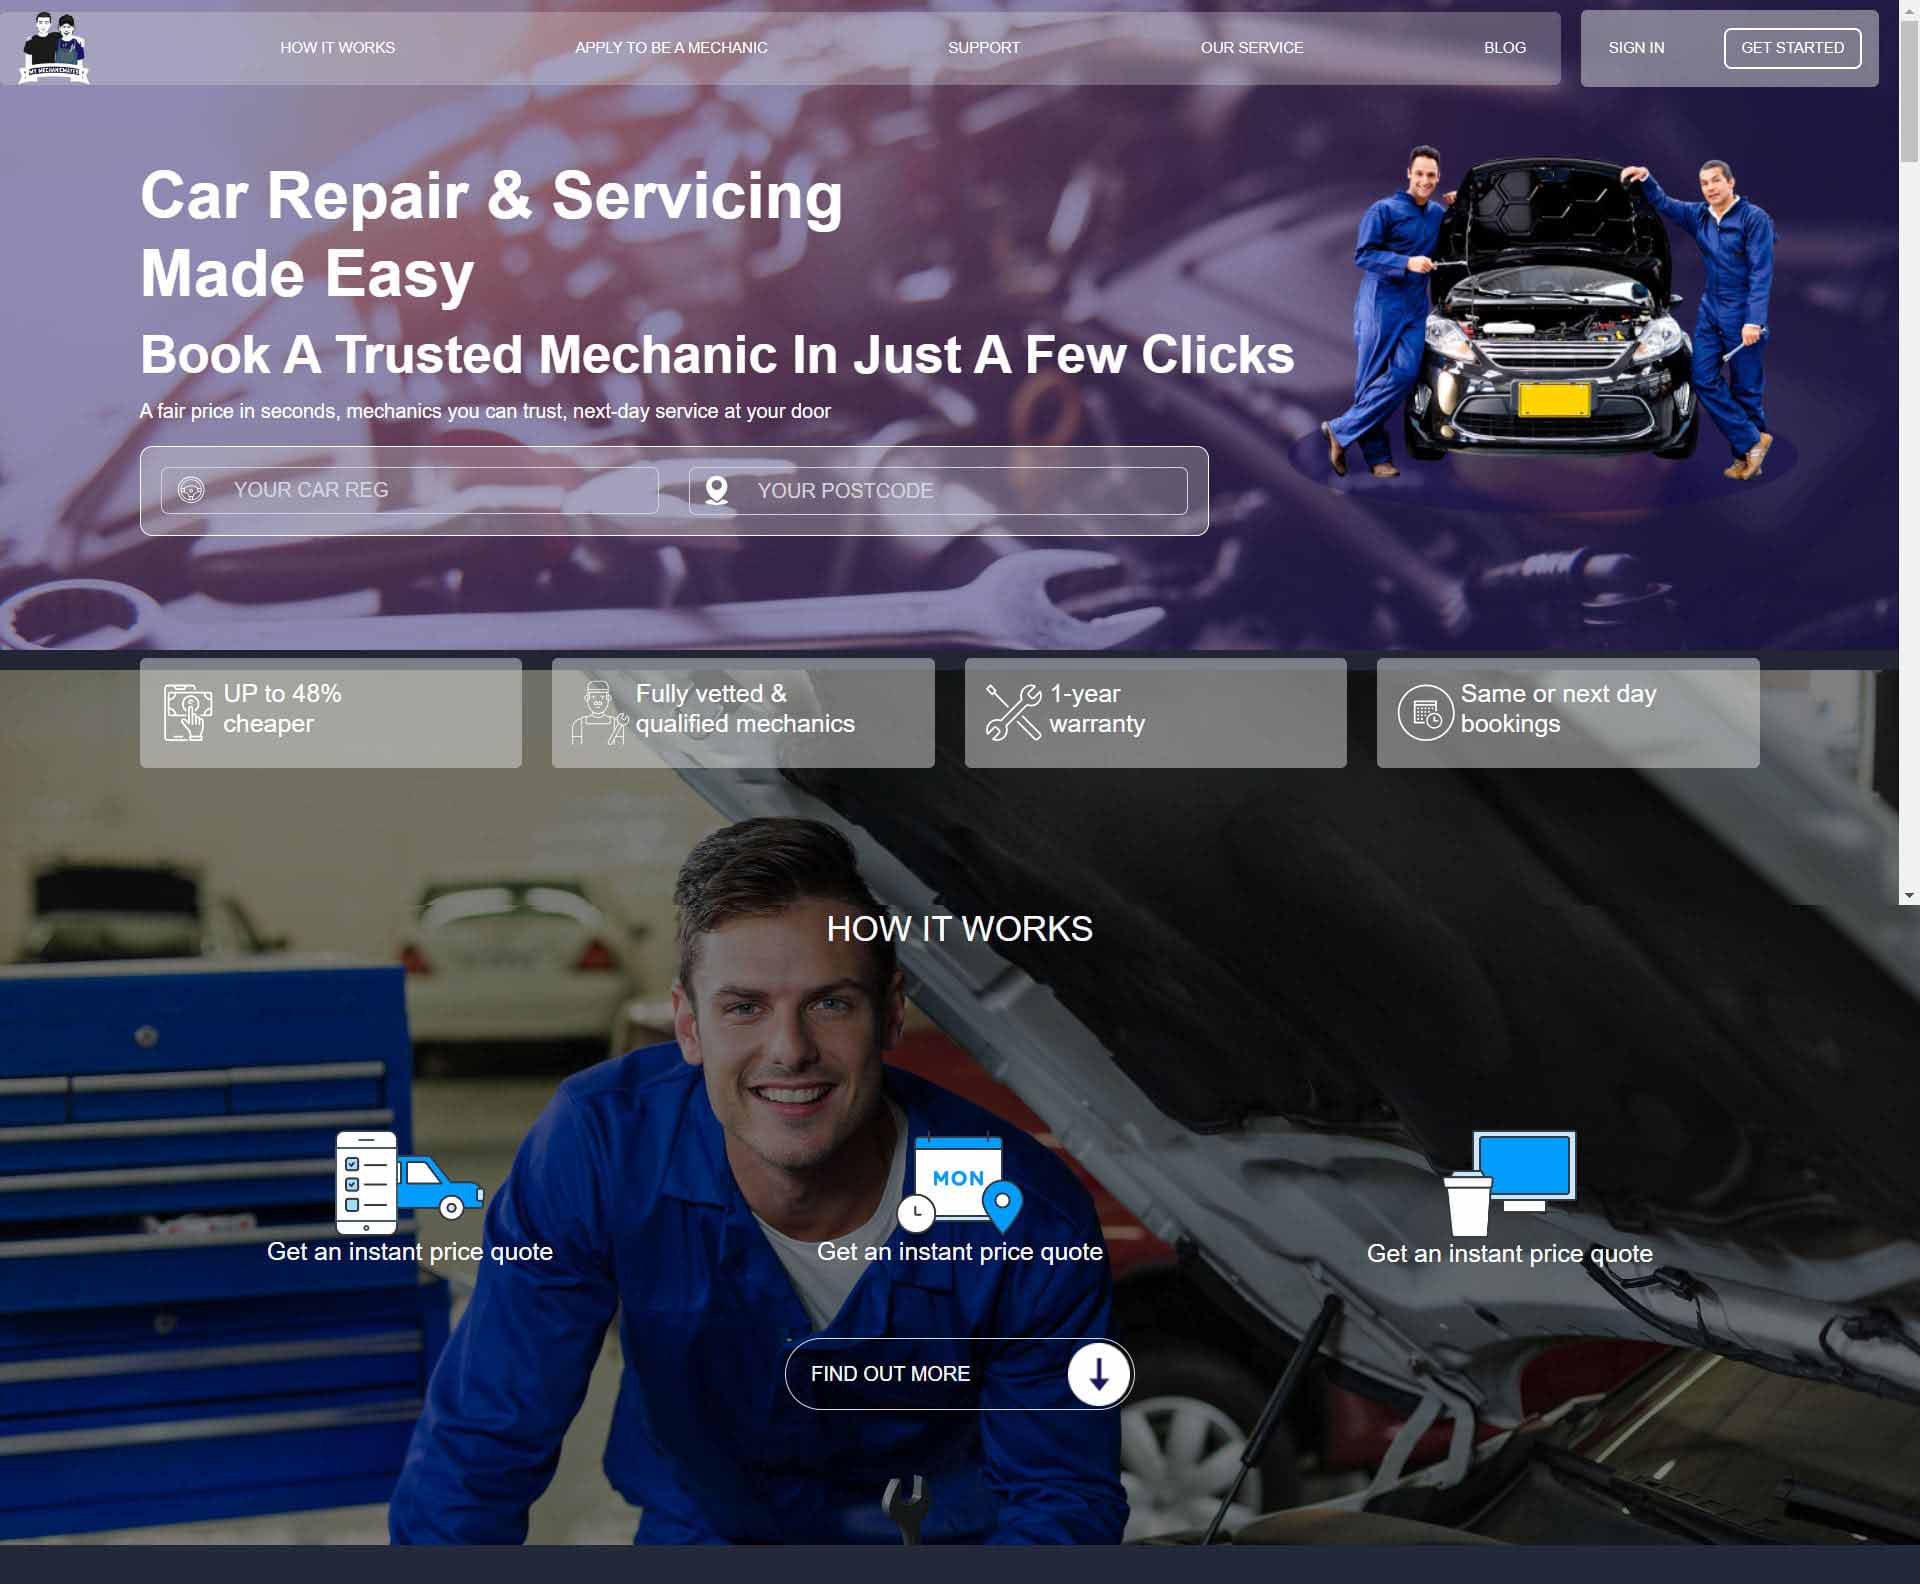 HOW IT WORKS
APPLY TO BE A MECHANIC
SUPPORT
OUR SERVICE
BLOG
SIGN IN
GET STARTED
Car Repair & Servicing
Made Easy
Book A Trusted Mechanic In Just A Few Clicks
A fair price in seconds, mechanics you can trust, next-day service at your door
YOUR CAR REG
YOUR POSTCODE
UP to 48%
cheaper
Fully vetted &
qualified mechanics
1-year
warranty
Same or next day
bookings
HOW IT WORKS
MON
Get an instant price quote
Get an instant price quote
Get an instant price quote
FIND OUT MORE